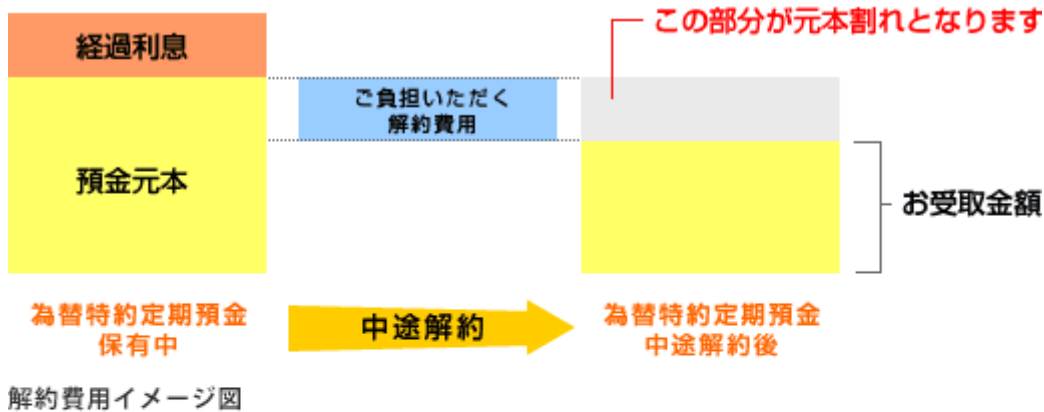 この部分が元本割れとなります
経過利息
ご負担いただく
解約費用
預金元本
お受取金額
為替特約定期預金
保有中
中途解約
為替特約定期預金
中途解約後
解約費用イメージ図